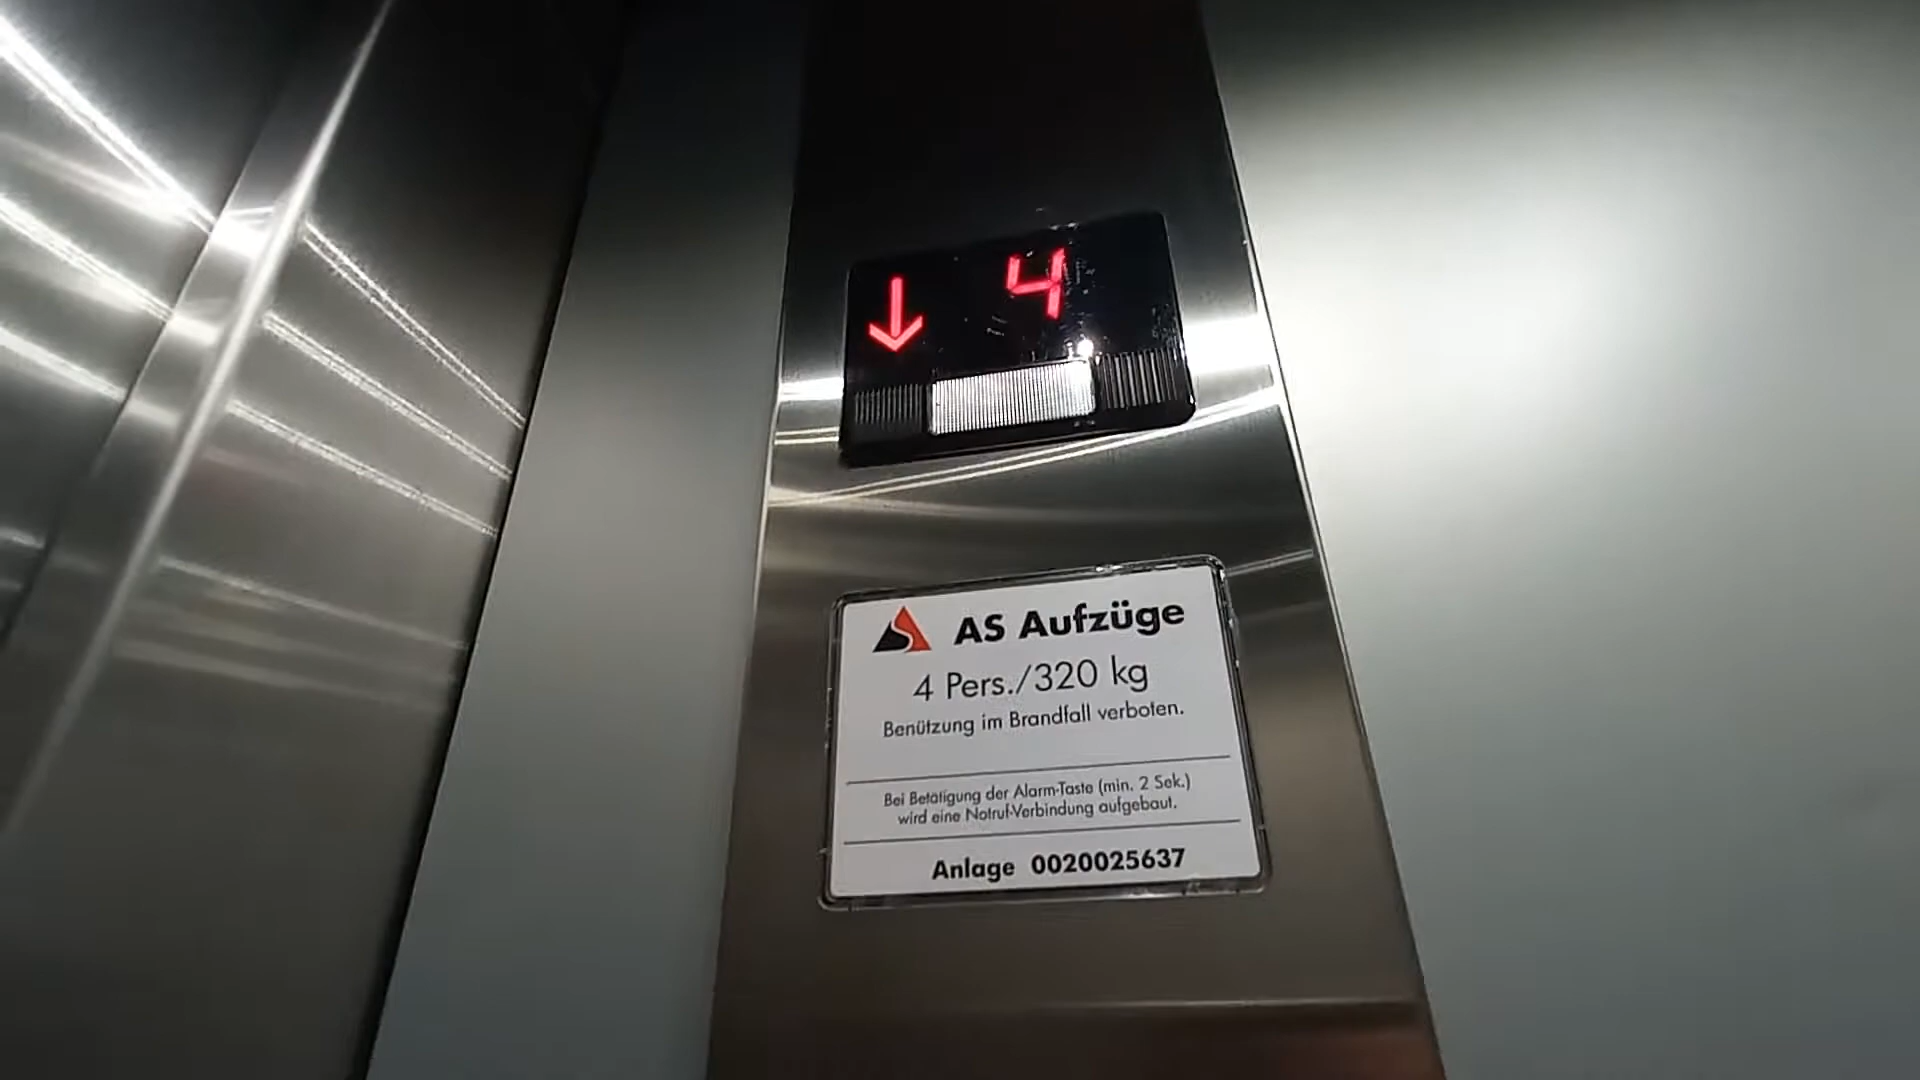 4
AS Aufzüge
4 Pers./320 kg
Benützung im Brandfall verboten.
Bei Betätigung der Alarm-Taste (min. 2 Sek.)
wird eine Notruf-Verbindung aufgebaut.
Anlage 0020025637